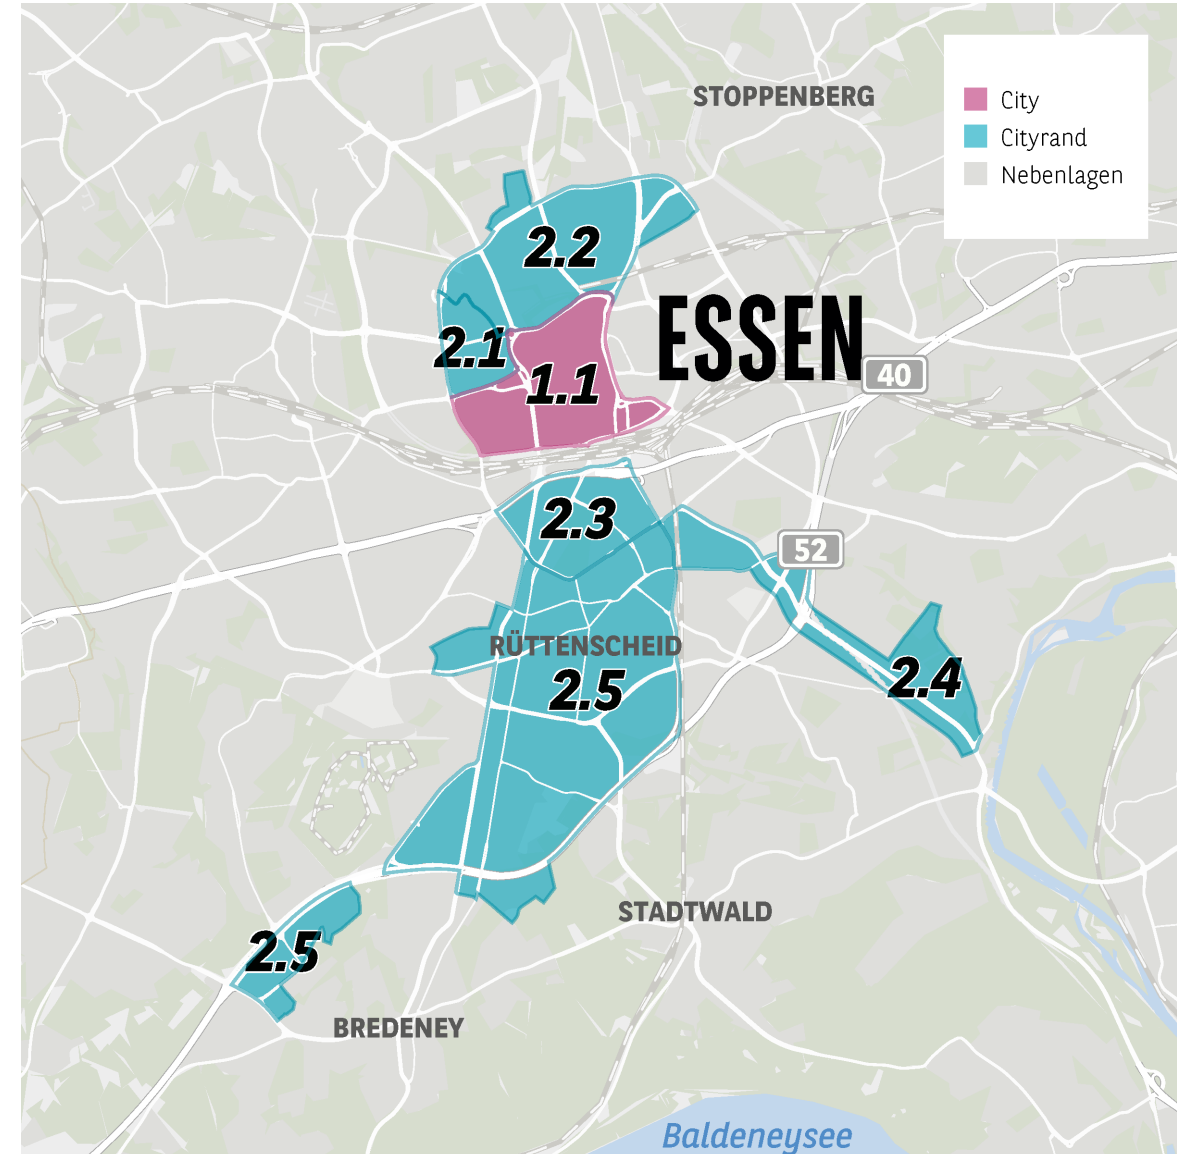 STOPPENBERG
City
Cityrand
Nebenlagen
2.2
ESSEN
2.1
1.1
40
2.3
52
RÜTTENSCHEID
2.4
2.5
STADTWALD
2.5
BREDENEY
Baldeneysee